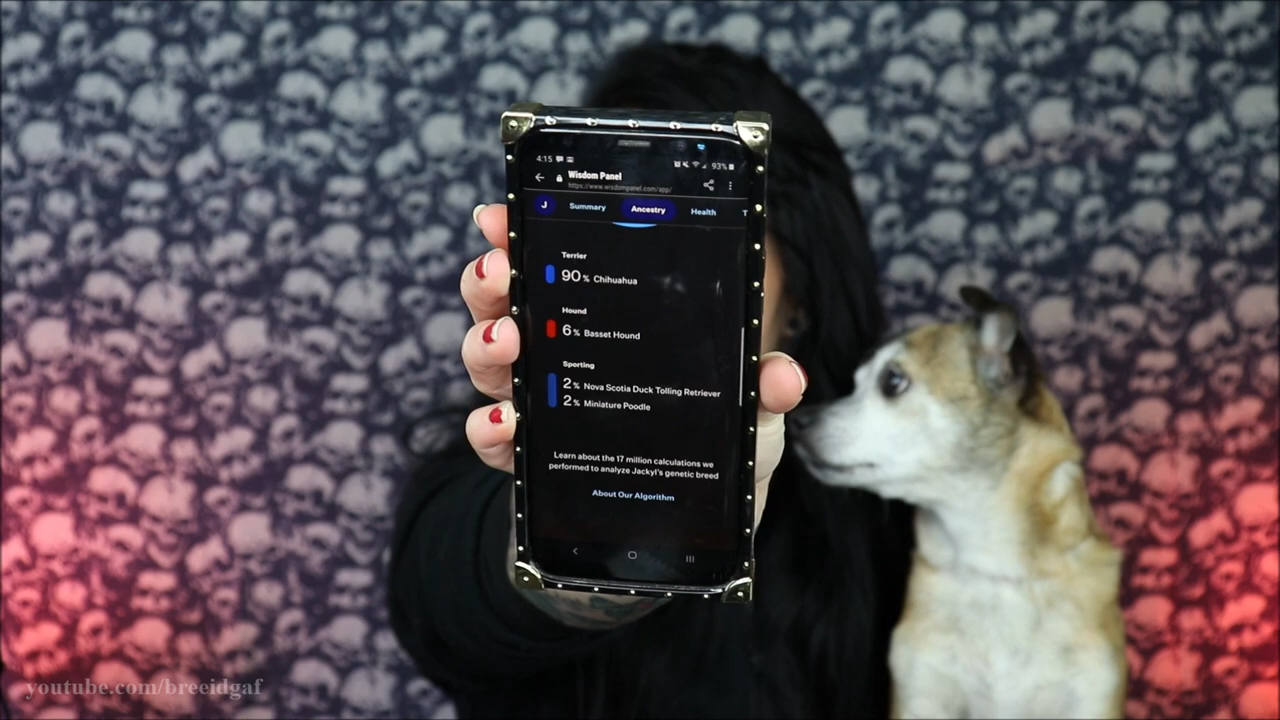 4:15
93%
Wisdom Panel
https://www.wisdompanel.com/app/
J Summary Ancestry Health T
Terrier
90% Chihuahua
Hound
6% Basset Hound
Sporting
2% Nova Scotia Duck Tolling Retriever
2% Miniature Poodle
Learn about the 17 million calculations we
performed to analyze Jackyl's genetic breed
About Our Algorithm
youtube.com/breeidgaf